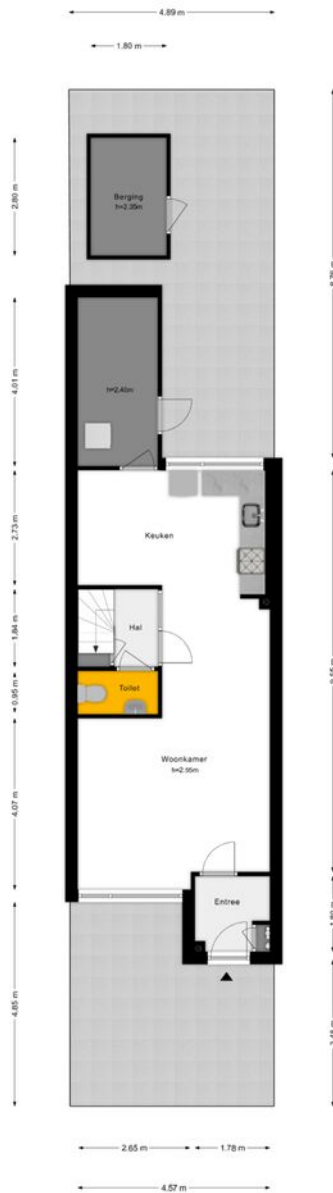 4.89 m
1.80 m
2.80 m
Berging
h=2.35m
4.01 m
h=2.40m
2.73 m
Keuken
1.84 m
Hal
0.95 m
Toilet
4.07 m
Woonkamer
h=2.55m
Entree
4.85 m
2.65 m
1.78 m
4.57 m